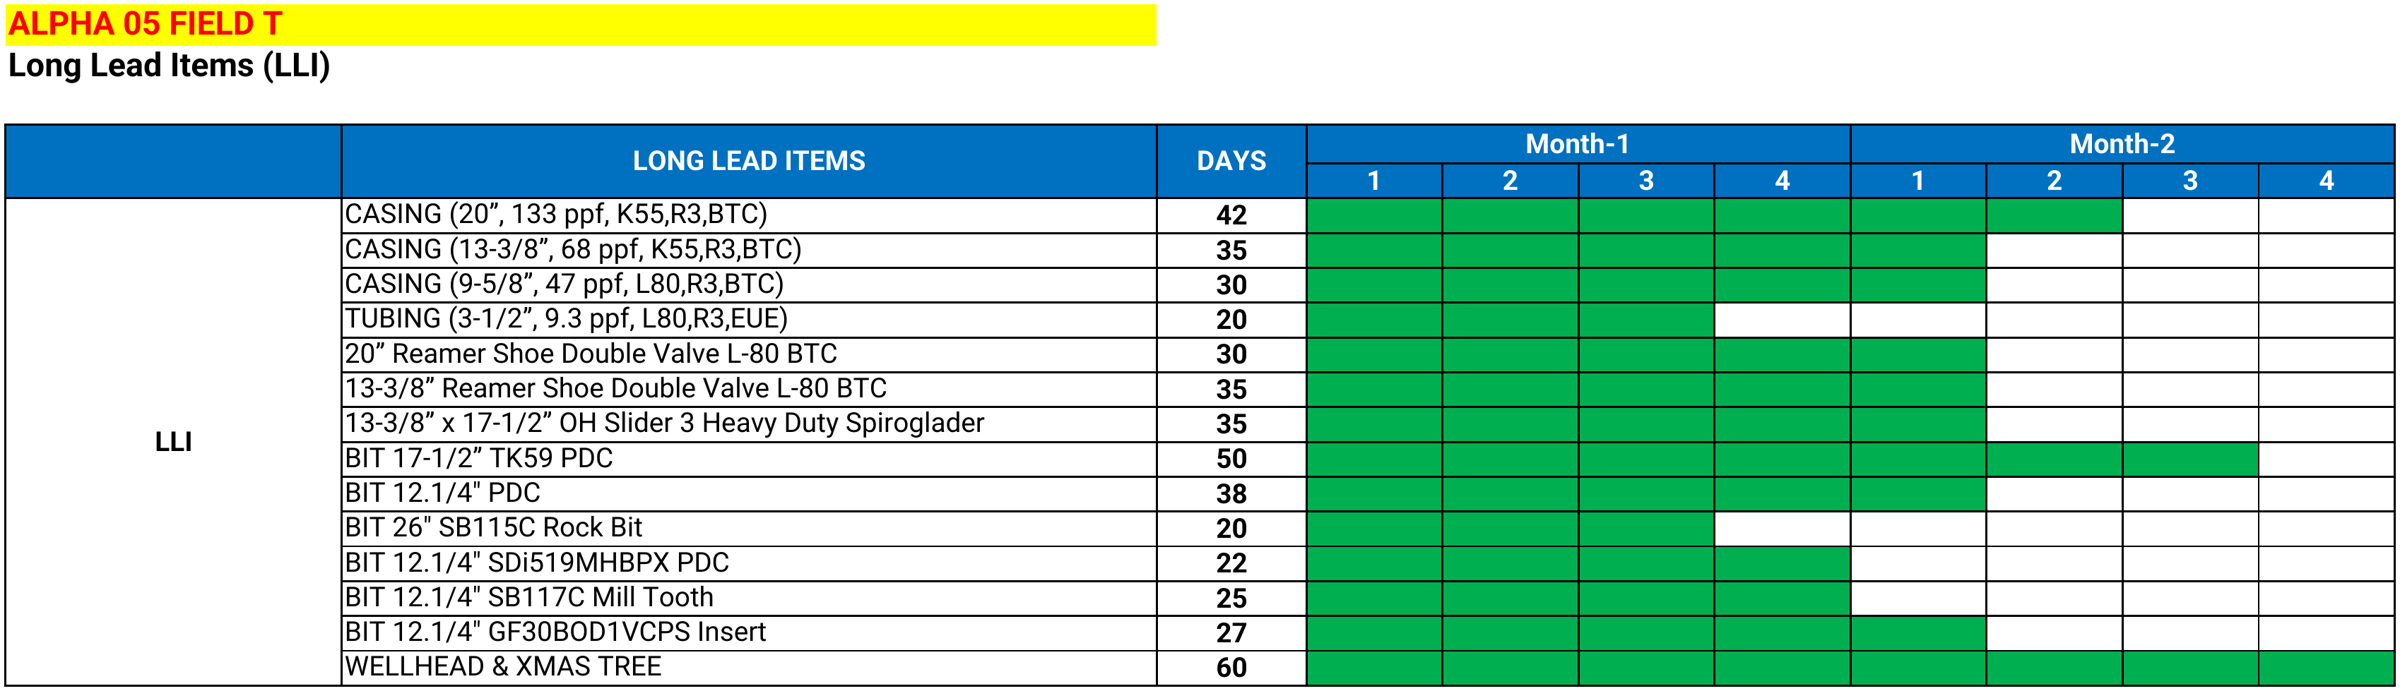 ALPHA 05 FIELD T
Long Lead Items (LLI)
LONG LEAD ITEMS DAYS Month-1 Month-2
1 2 3 4 1 2 3 4
LLI
CASING (20”, 133 ppf, K55,R3,BTC) 42
CASING (13-3/8”, 68 ppf, K55,R3,BTC) 35
CASING (9-5/8”, 47 ppf, L80,R3,BTC) 30
TUBING (3-1/2”, 9.3 ppf, L80,R3,EUE) 20
20” Reamer Shoe Double Valve L-80 BTC 30
13-3/8” Reamer Shoe Double Valve L-80 BTC 35
13-3/8” x 17-1/2” OH Slider 3 Heavy Duty Spiroglader 35
BIT 17-1/2” TK59 PDC 50
BIT 12.1/4" PDC 38
BIT 26" SB115C Rock Bit 20
BIT 12.1/4" SDi519MHBPX PDC 22
BIT 12.1/4" SB117C Mill Tooth 25
BIT 12.1/4" GF30BOD1VCPS Insert 27
WELLHEAD & XMAS TREE 60